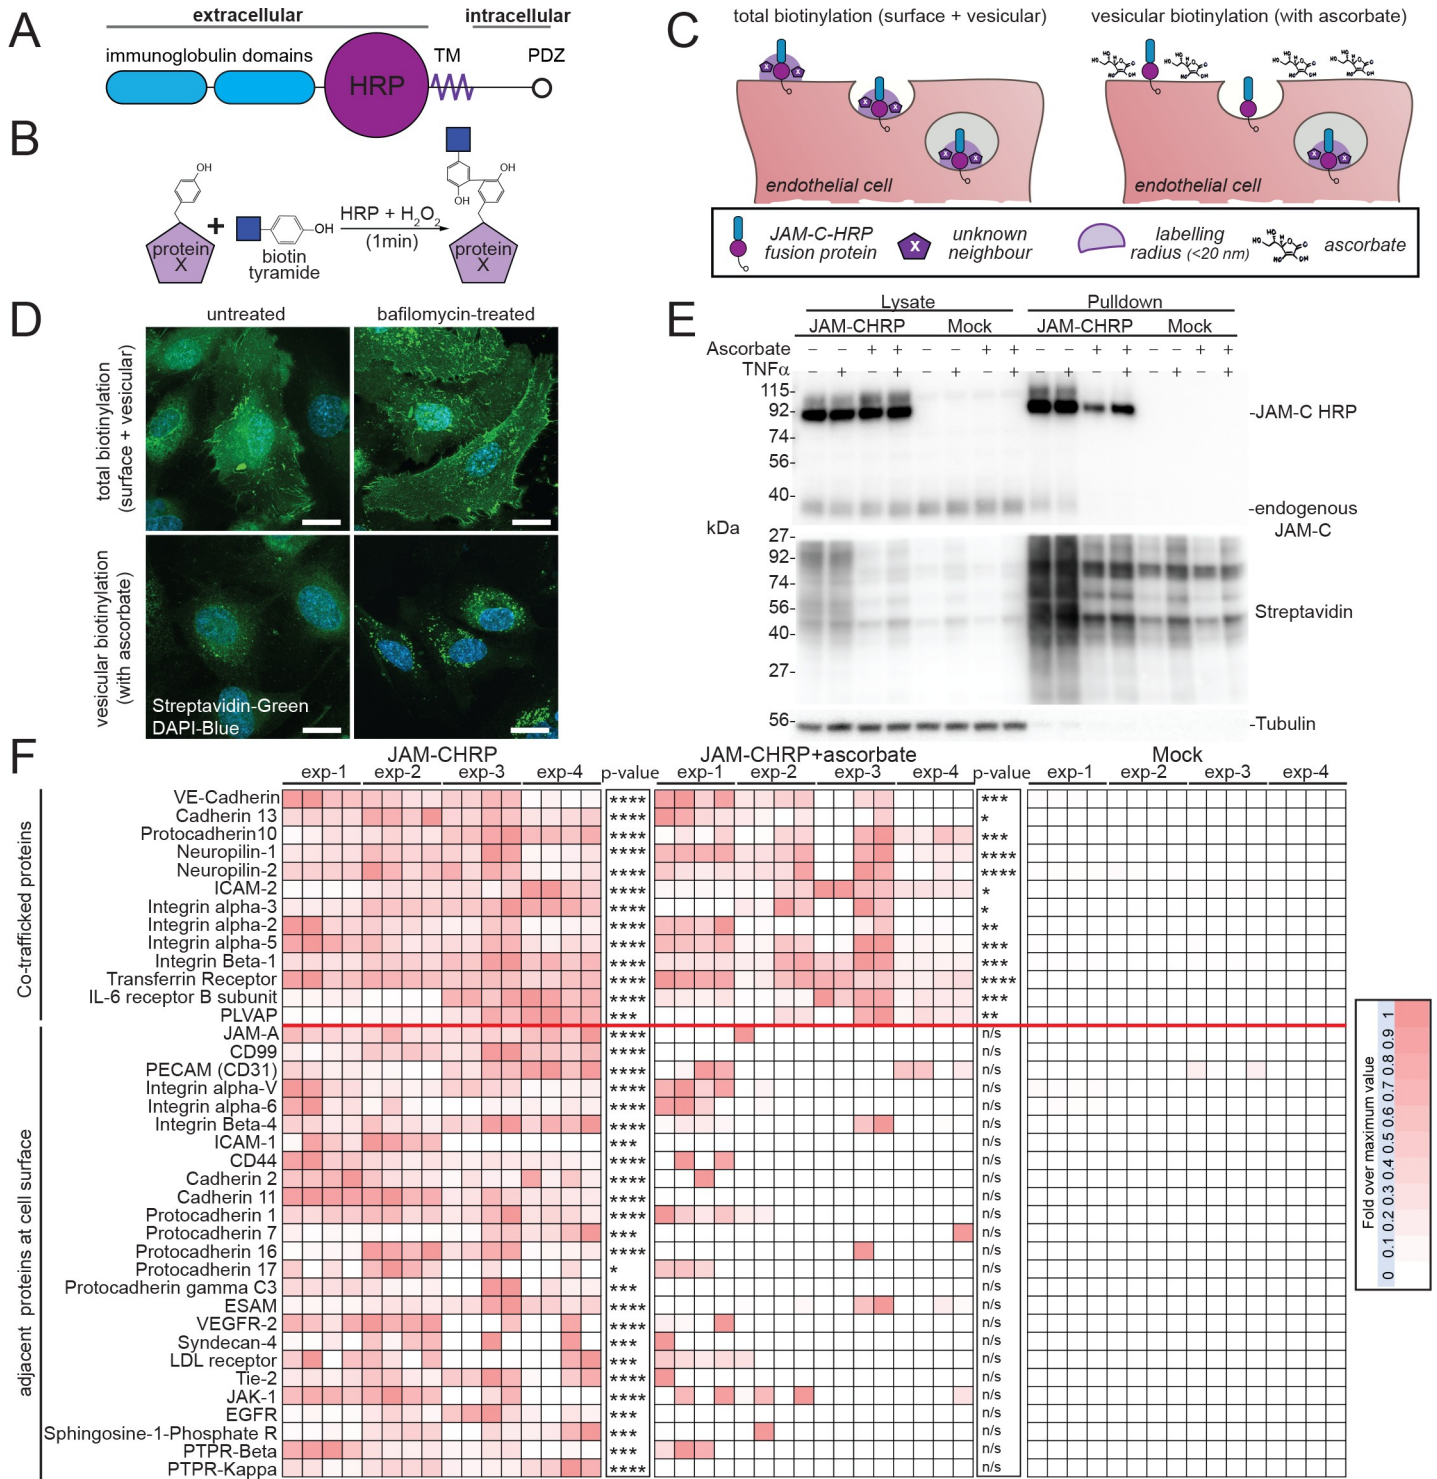 A
extracellular
intracellular
immunoglobulin domains
HRP
TM
PDZ
B
OH
protein
X
+
OH
biotin
tyramide
HRP + H2O2
(1min)
OH
OH
protein
X
C
total biotinylation (surface + vesicular)
vesicular biotinylation (with ascorbate)
endothelial cell
endothelial cell
JAM-C-HRP
fusion protein
X
unknown
neighbour
labelling
radius (<20 nm)
ascorbate
D
untreated
bafilomycin-treated
total biotinylation
(surface + vesicular)
vesicular biotinylation
(with ascorbate)
Streptavidin-Green
DAPI-Blue
E
Lysate
Pulldown
JAM-CHRP Mock JAM-CHRP Mock
Ascorbate – – + + – – + + – – + + – – + +
TNFα – + – + – + – + – + – + – + – +
115-
92-
74-
56-
40-
27-
kDa
-JAM-C HRP
-endogenous
JAM-C
92-
74-
56-
40-
27-
Streptavidin
56-
-Tubulin
F
JAM-CHRP
JAM-CHRP+ascorbate
Mock
exp-1 exp-2 exp-3 exp-4 p-value exp-1 exp-2 exp-3 exp-4 p-value exp-1 exp-2 exp-3 exp-4
Co-trafficked proteins
VE-Cadherin **** ***
Cadherin 13 **** *
Protocadherin10 **** ***
Neuropilin-1 **** ****
Neuropilin-2 **** ****
ICAM-2 **** *
Integrin alpha-3 **** *
Integrin alpha-2 **** **
Integrin alpha-5 **** ***
Integrin Beta-1 **** ***
Transferrin Receptor **** ****
IL-6 receptor B subunit **** ***
PLVAP *** **
adjacent proteins at cell surface
JAM-A **** n/s
CD99 **** n/s
PECAM (CD31) **** n/s
Integrin alpha-V **** n/s
Integrin alpha-6 **** n/s
Integrin Beta-4 **** n/s
ICAM-1 *** n/s
CD44 **** n/s
Cadherin 2 **** n/s
Cadherin 11 **** n/s
Protocadherin 1 **** n/s
Protocadherin 7 *** n/s
Protocadherin 16 **** n/s
Protocadherin 17 * n/s
Protocadherin gamma C3 *** n/s
ESAM **** n/s
VEGFR-2 **** n/s
Syndecan-4 *** n/s
LDL receptor *** n/s
Tie-2 **** n/s
JAK-1 **** n/s
EGFR *** n/s
Sphingosine-1-Phosphate R *** n/s
PTPR-Beta *** n/s
PTPR-Kappa **** n/s
Fold over maximum value
0 0.1 0.2 0.3 0.4 0.5 0.6 0.7 0.8 0.9 1